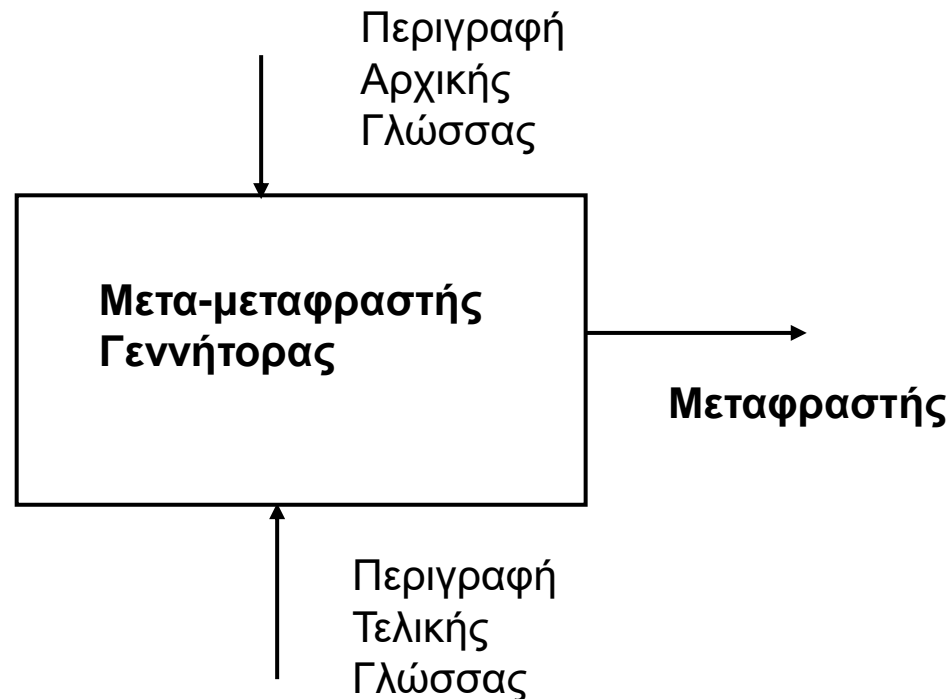 Περιγραφή
Αρχικής
Γλώσσας
Μετα-μεταφραστής
Γεννήτορας
Μεταφραστής
Περιγραφή
Τελικής
Γλώσσας